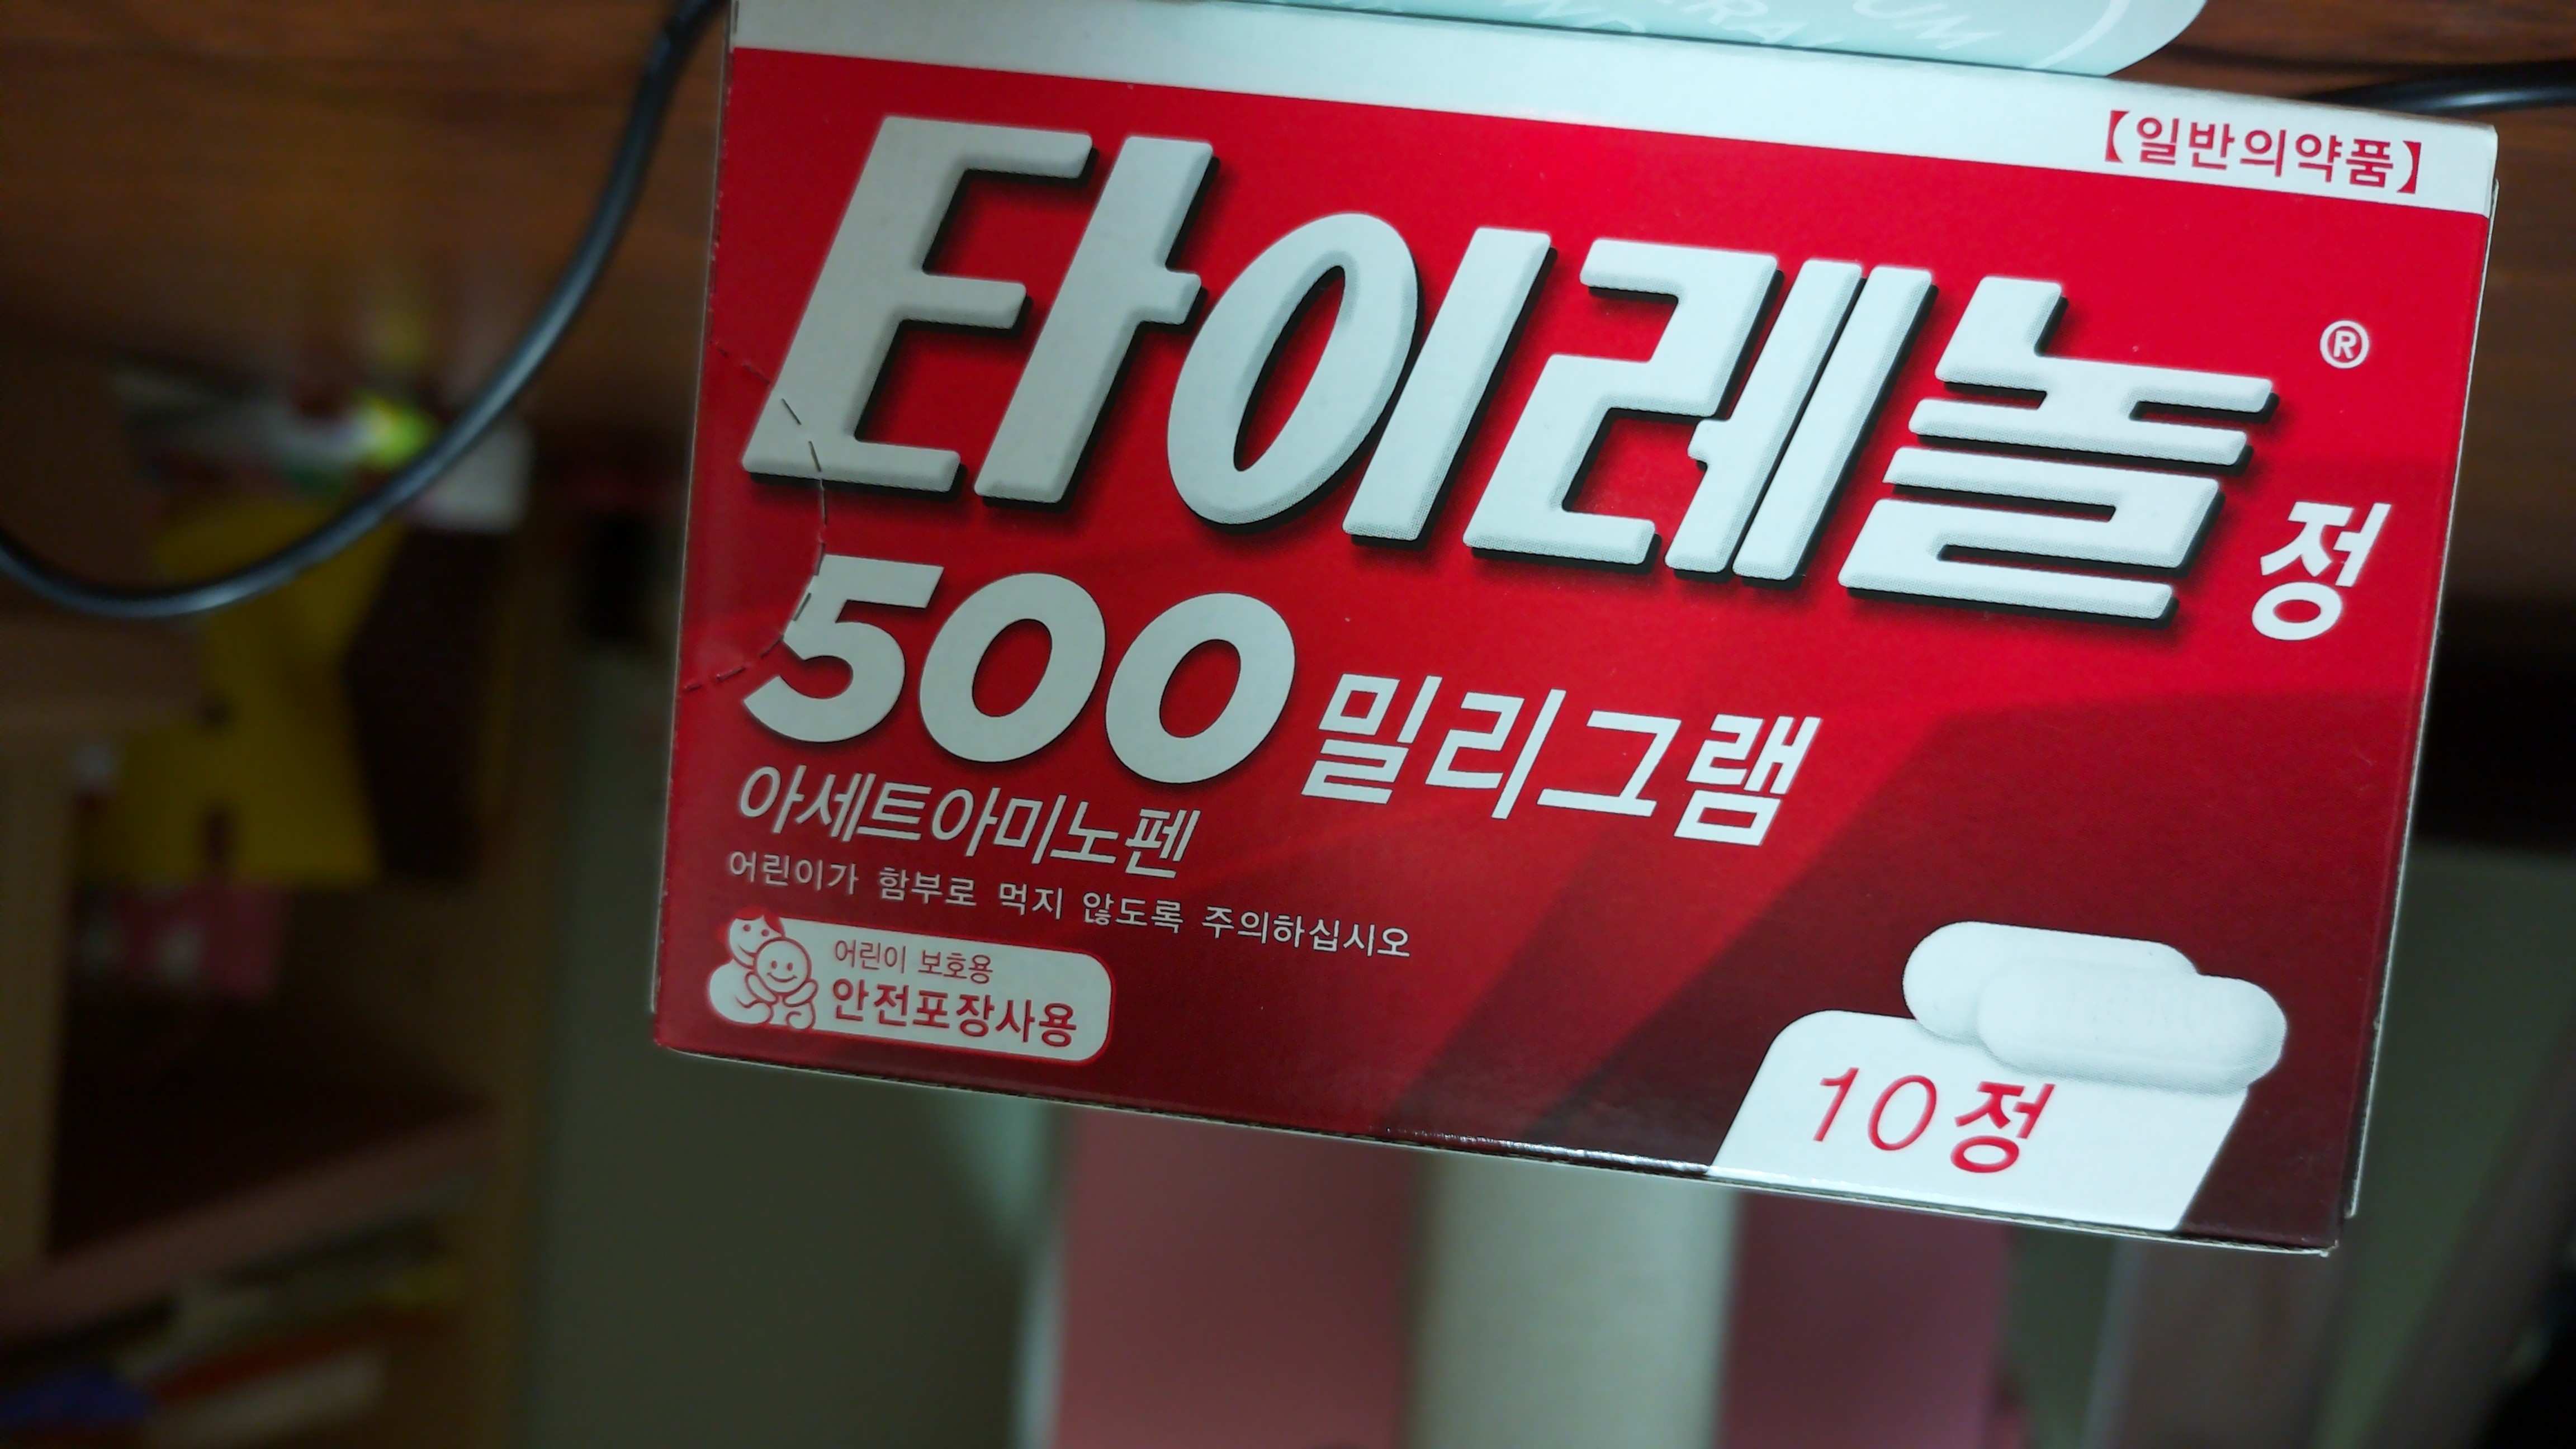 【일반의약품】
타이레놀® 정
500 밀리그램
아세트아미노펜
어린이가 함부로 먹지 않도록 주의하십시오
어린이 보호용
안전포장사용
10정